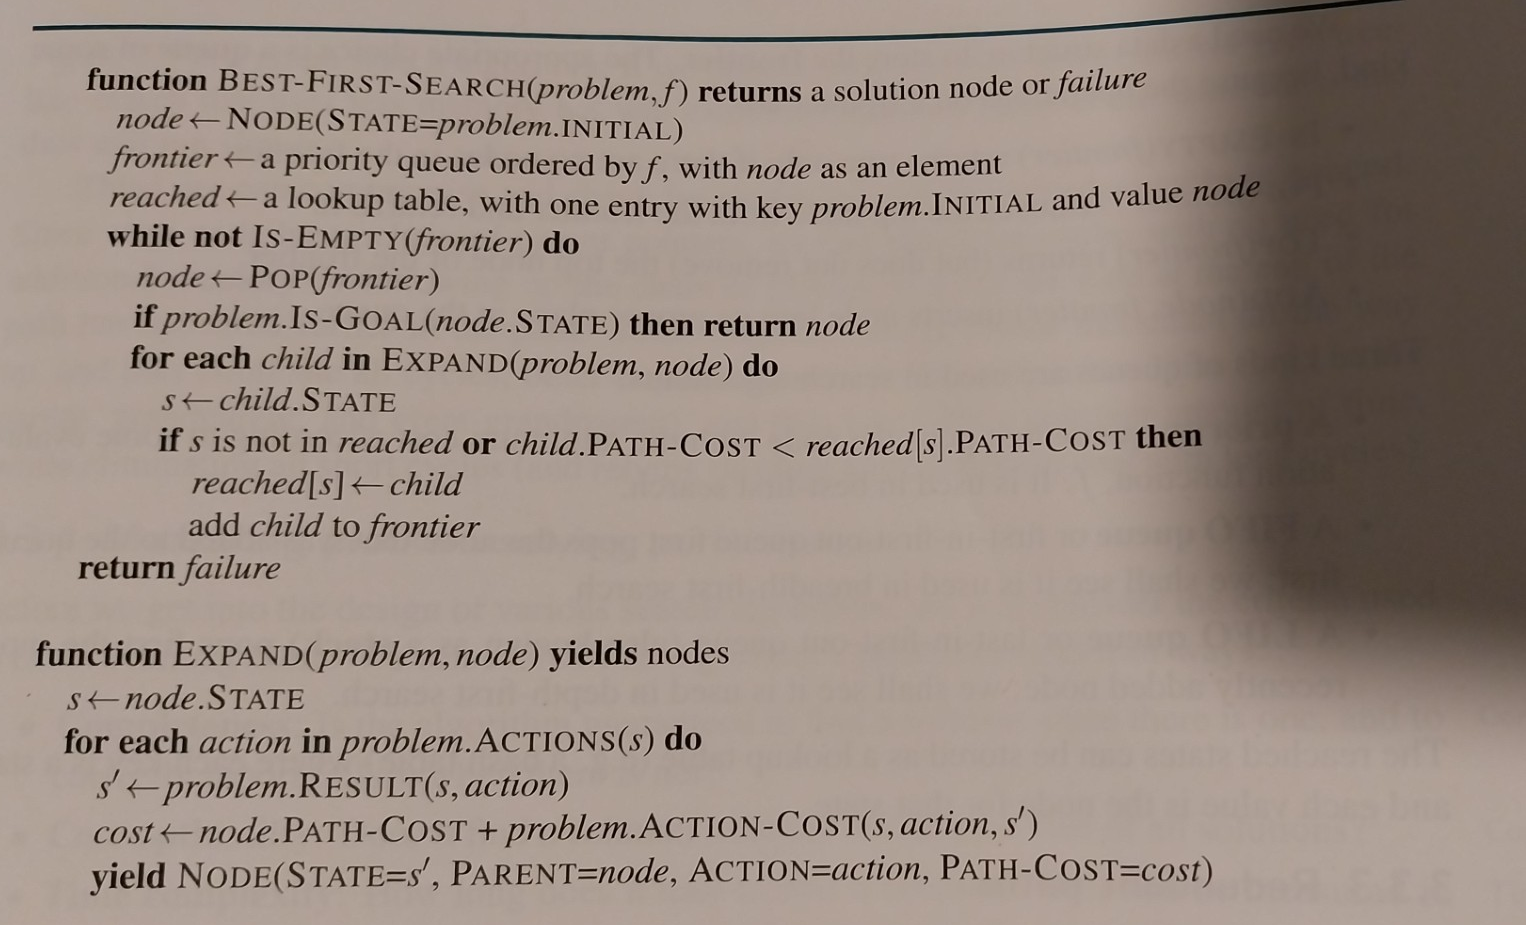 function BEST-FIRST-SEARCH(problem,f) returns a solution node or failure
node ← NODE(STATE=problem.INITIAL)
frontier ← a priority queue ordered by f, with node as an element
reached ← a lookup table, with one entry with key problem.INITIAL and value node
while not IS-EMPTY(frontier) do
node ← POP(frontier)
if problem.IS-GOAL(node.STATE) then return node
for each child in EXPAND(problem, node) do
s ← child.STATE
if s is not in reached or child.PATH-COST < reached[s].PATH-COST then
reached[s] ← child
add child to frontier
return failure
function EXPAND(problem, node) yields nodes
s ← node.STATE
for each action in problem.ACTIONS(s) do
s′ ← problem.RESULT(s, action)
cost ← node.PATH-COST + problem.ACTION-COST(s, action, s′)
yield NODE(STATE=s′, PARENT=node, ACTION=action, PATH-COST=cost)